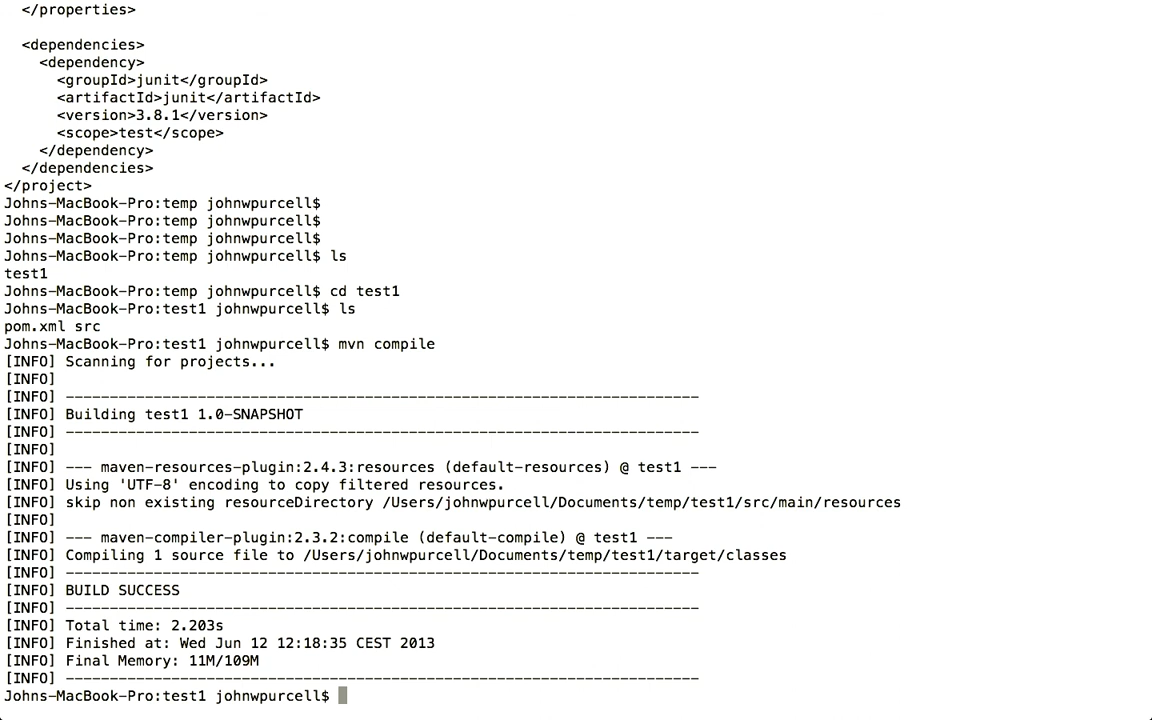 </properties>
<dependencies>
<dependency>
<groupId>junit</groupId>
<artifactId>junit</artifactId>
<version>3.8.1</version>
<scope>test</scope>
</dependency>
</dependencies>
</project>
Johns-MacBook-Pro:temp johnwpurcell$
Johns-MacBook-Pro:temp johnwpurcell$
Johns-MacBook-Pro:temp johnwpurcell$
Johns-MacBook-Pro:temp johnwpurcell$ ls
test1
Johns-MacBook-Pro:temp johnwpurcell$ cd test1
Johns-MacBook-Pro:test1 johnwpurcell$ ls
pom.xml src
Johns-MacBook-Pro:test1 johnwpurcell$ mvn compile
[INFO] Scanning for projects...
[INFO]
[INFO] ------------------------------------------------------------------------
[INFO] Building test1 1.0-SNAPSHOT
[INFO] ------------------------------------------------------------------------
[INFO]
[INFO] --- maven-resources-plugin:2.4.3:resources (default-resources) @ test1 ---
[INFO] Using 'UTF-8' encoding to copy filtered resources.
[INFO] skip non existing resourceDirectory /Users/johnwpurcell/Documents/temp/test1/src/main/resources
[INFO]
[INFO] --- maven-compiler-plugin:2.3.2:compile (default-compile) @ test1 ---
[INFO] Compiling 1 source file to /Users/johnwpurcell/Documents/temp/test1/target/classes
[INFO] ------------------------------------------------------------------------
[INFO] BUILD SUCCESS
[INFO] ------------------------------------------------------------------------
[INFO] Total time: 2.203s
[INFO] Finished at: Wed Jun 12 12:18:35 CEST 2013
[INFO] Final Memory: 11M/109M
[INFO] ------------------------------------------------------------------------
Johns-MacBook-Pro:test1 johnwpurcell$